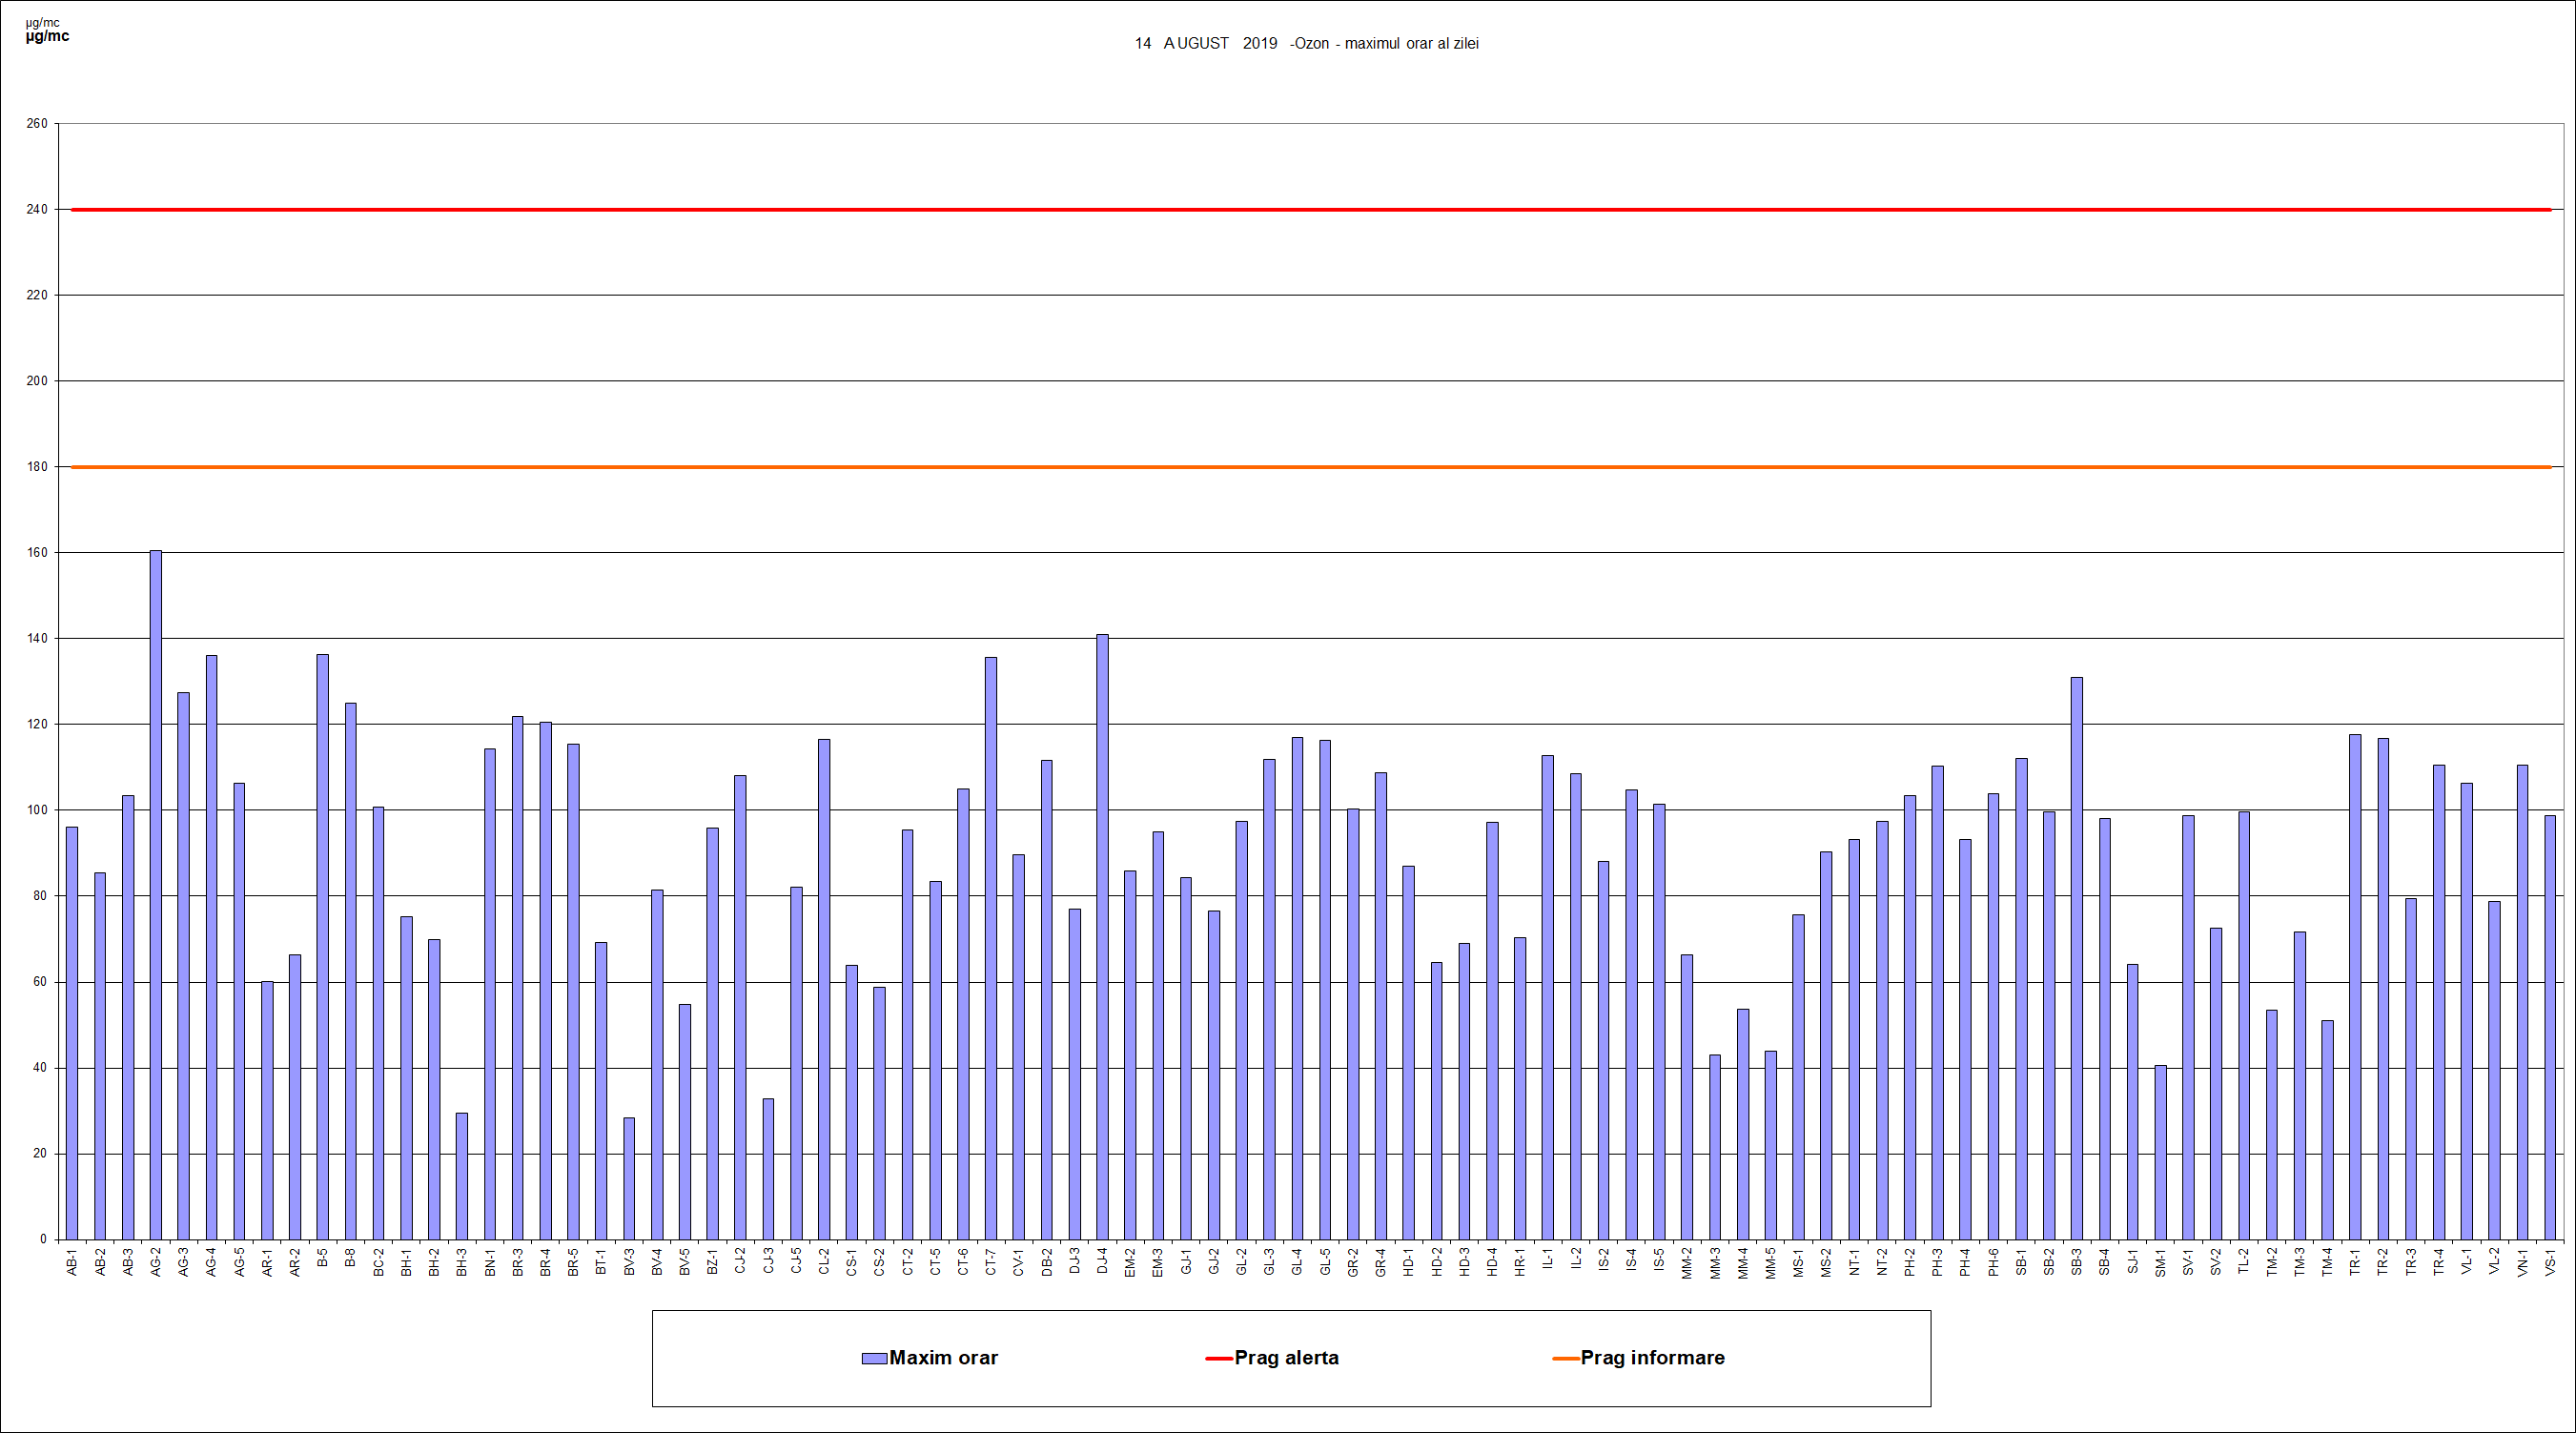 µg/mc
µg/mc
14 AUGUST 2019 -Ozon - maximul orar al zilei
260
240
220
200
180
160
140
120
100
80
60
40
20
0
AB-1 AB-2 AB-3 AG-2 AG-3 AG-4 AG-5 AR-1 AR-2 B-5 B-8 BC-2 BH-1 BH-2 BH-3 BN-1 BR-3 BR-4 BR-5 BT-1 BV-3 BV-4 BV-5 BZ-1 CJ-2 CJ-3 CJ-5 CL-2 CS-1 CS-2 CT-2 CT-5 CT-6 CT-7 CV-1 DB-2 DJ-3 DJ-4 EM-2 EM-3 GJ-1 GJ-2 GL-2 GL-3 GL-4 GL-5 GR-2 GR-4 HD-1 HD-2 HD-3 HD-4 HR-1 IL-1 IL-2 IS-2 IS-4 IS-5 MM-2 MM-3 MM-4 MM-5 MS-1 MS-2 NT-1 NT-2 PH-2 PH-3 PH-4 PH-6 SB-1 SB-2 SB-3 SB-4 SJ-1 SM-1 SV-1 SV-2 TL-2 TM-2 TM-3 TM-4 TR-1 TR-2 TR-3 TR-4 VL-1 VL-2 VN-1 VS-1
Maxim orar Prag alerta Prag informare